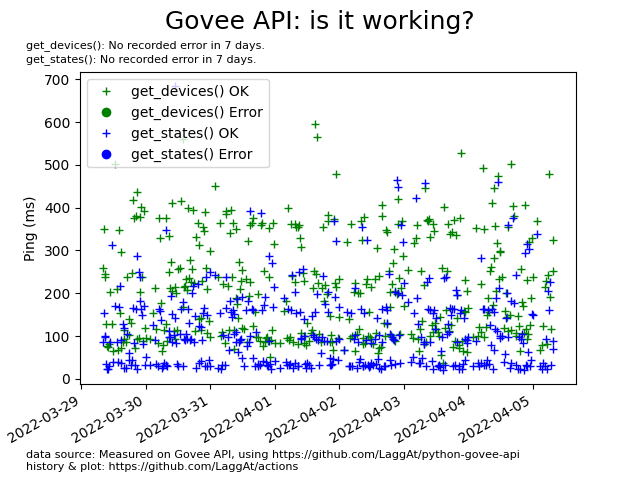 Govee API: is it working?
get_devices(): No recorded error in 7 days.
get_states(): No recorded error in 7 days.
get_devices() OK
get_devices() Error
get_states() OK
get_states() Error
Ping (ms)
700
600
500
400
300
200
100
0
2022-03-29
2022-03-30
2022-03-31
2022-04-01
2022-04-02
2022-04-03
2022-04-04
2022-04-05
data source: Measured on Govee API, using https://github.com/LaggAt/python-govee-api
history & plot: https://github.com/LaggAt/actions